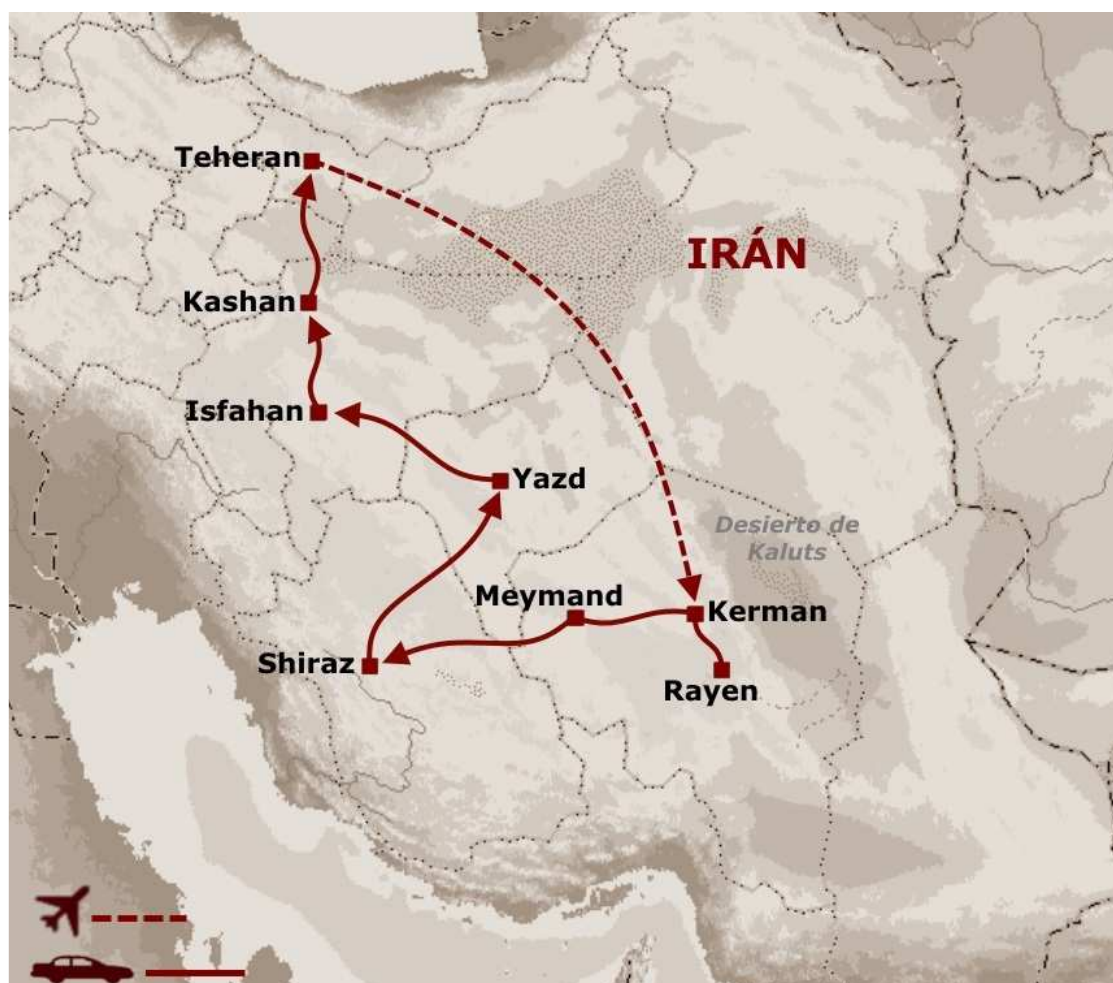 Teheran
IRÁN
Kashan
Isfahan
Yazd
Desierto de
Kaluts
Meymand
Kerman
Shiraz
Rayen